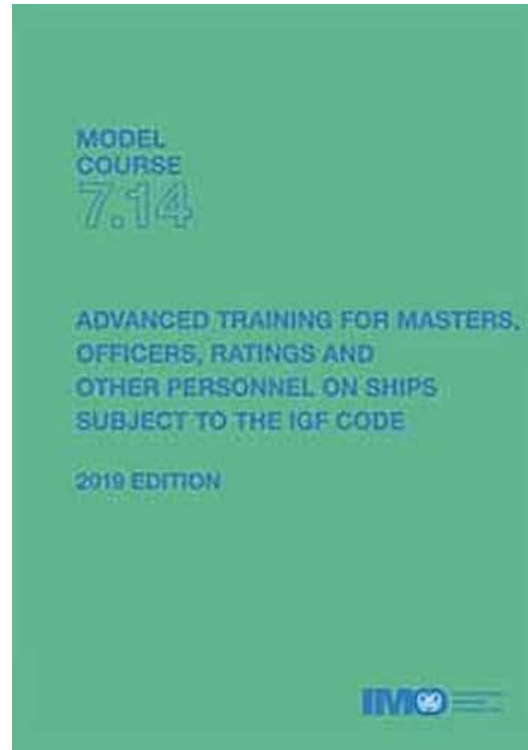 MODEL
COURSE
7.14
ADVANCED TRAINING FOR MASTERS,
OFFICERS, RATINGS AND
OTHER PERSONNEL ON SHIPS
SUBJECT TO THE IGF CODE
2019 EDITION
IMO